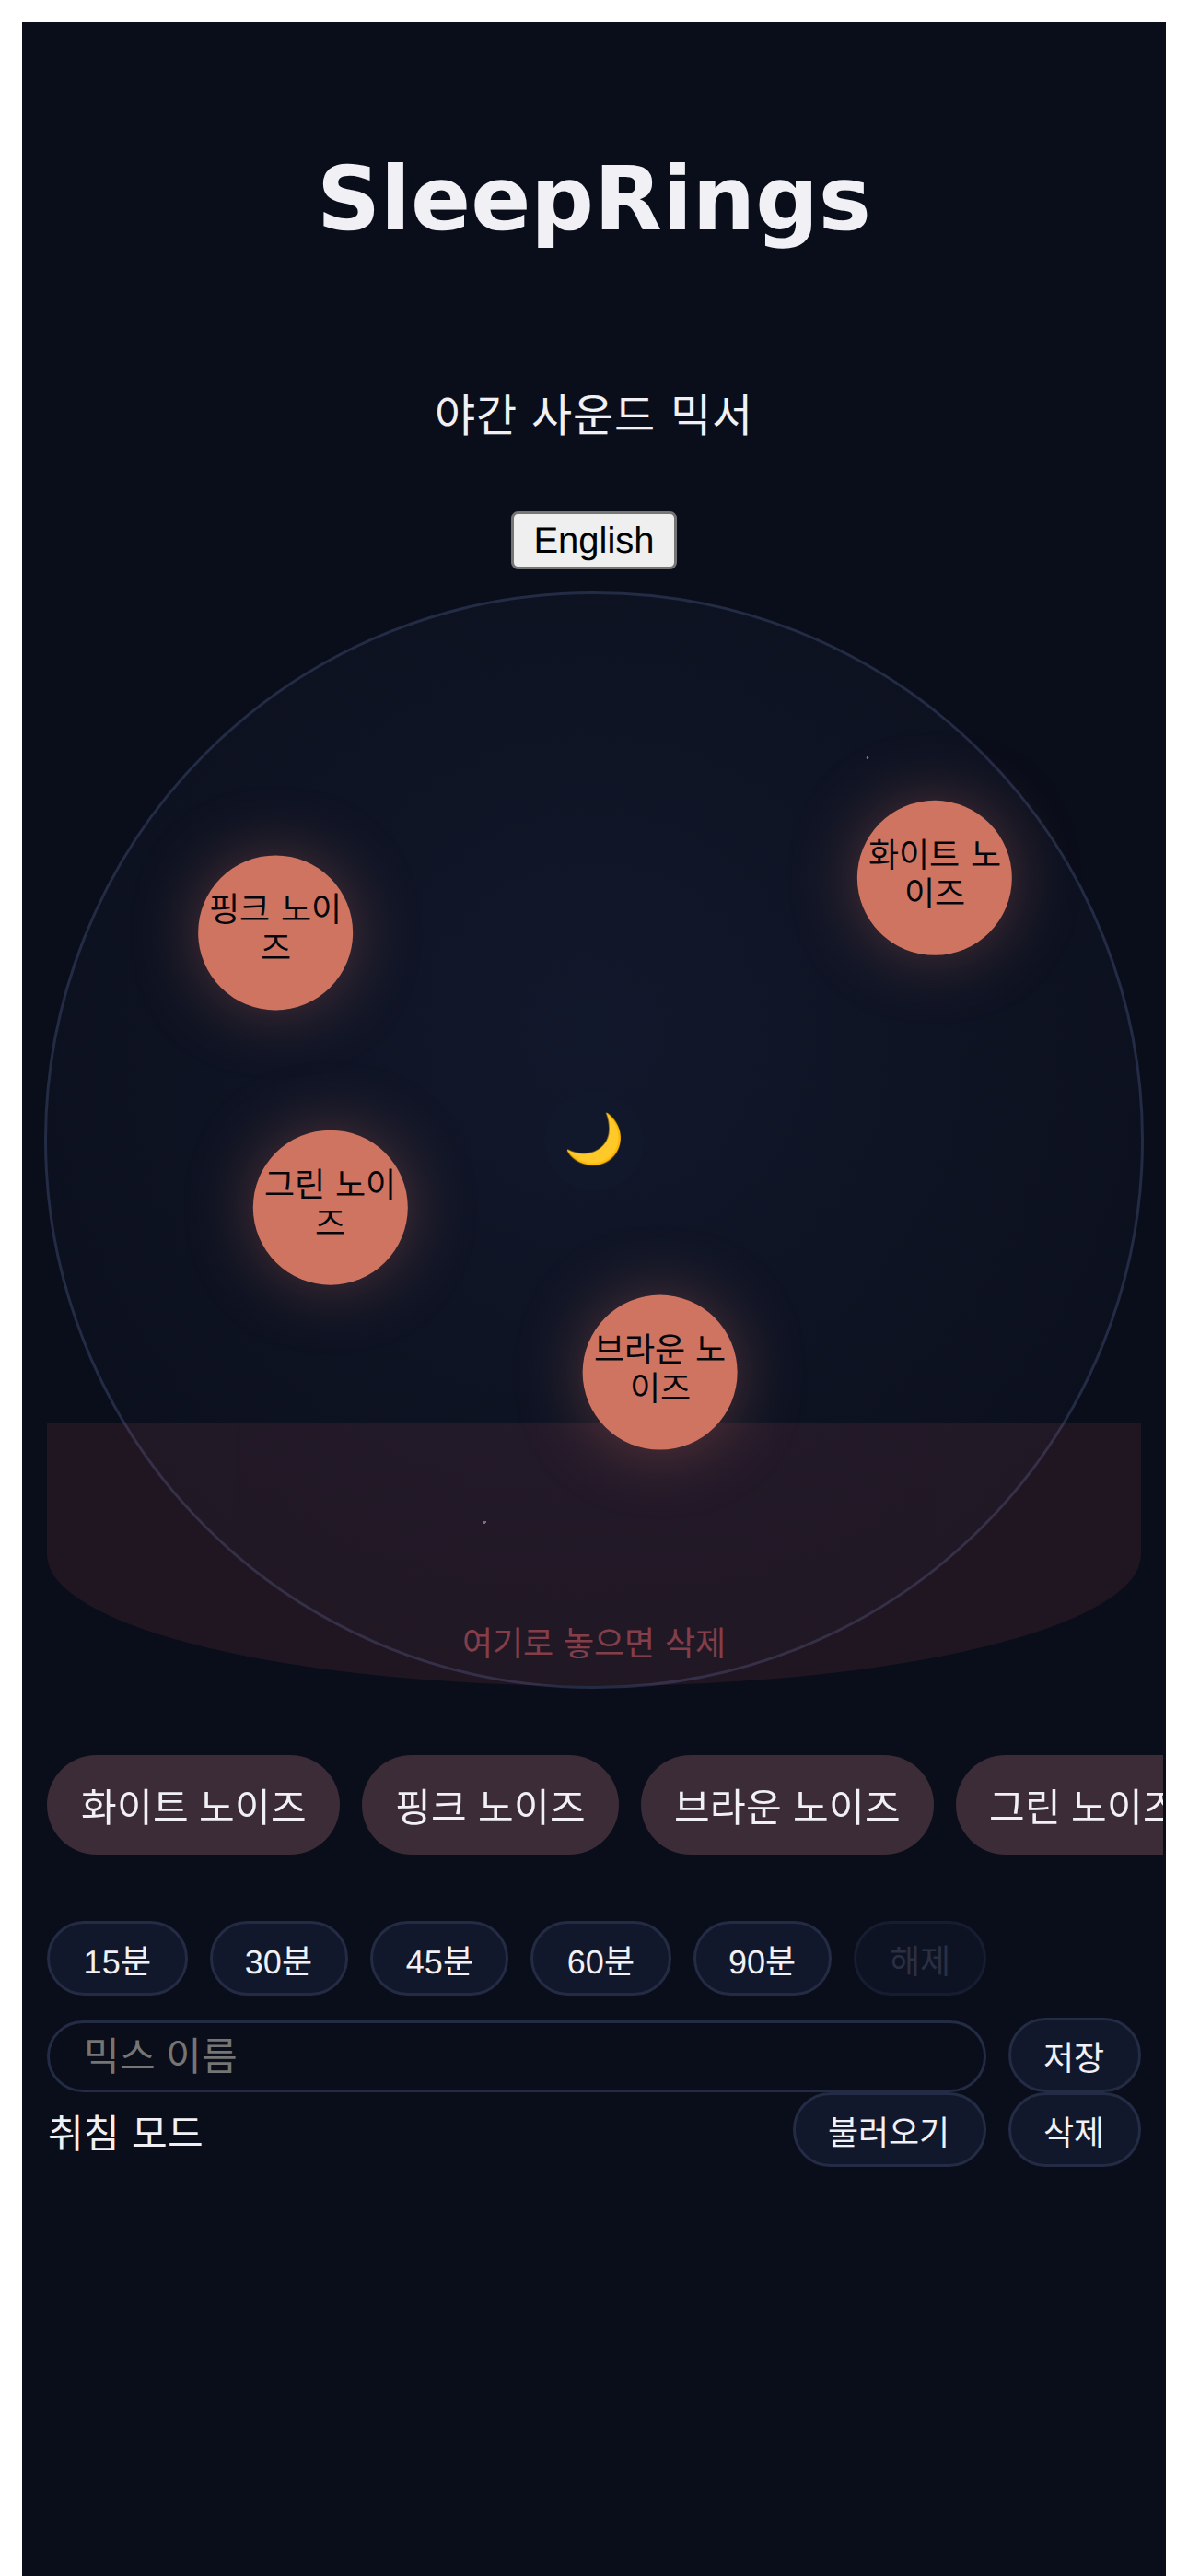 SleepRings
야간 사운드 믹서
English
화이트 노
이즈
핑크 노이
즈
그린 노이
즈
브라운 노
이즈
여기로 놓으면 삭제
화이트 노이즈 핑크 노이즈 브라운 노이즈 그린 노이즈
15분 30분 45분 60분 90분 해제
믹스 이름 저장
취침 모드 불러오기 삭제